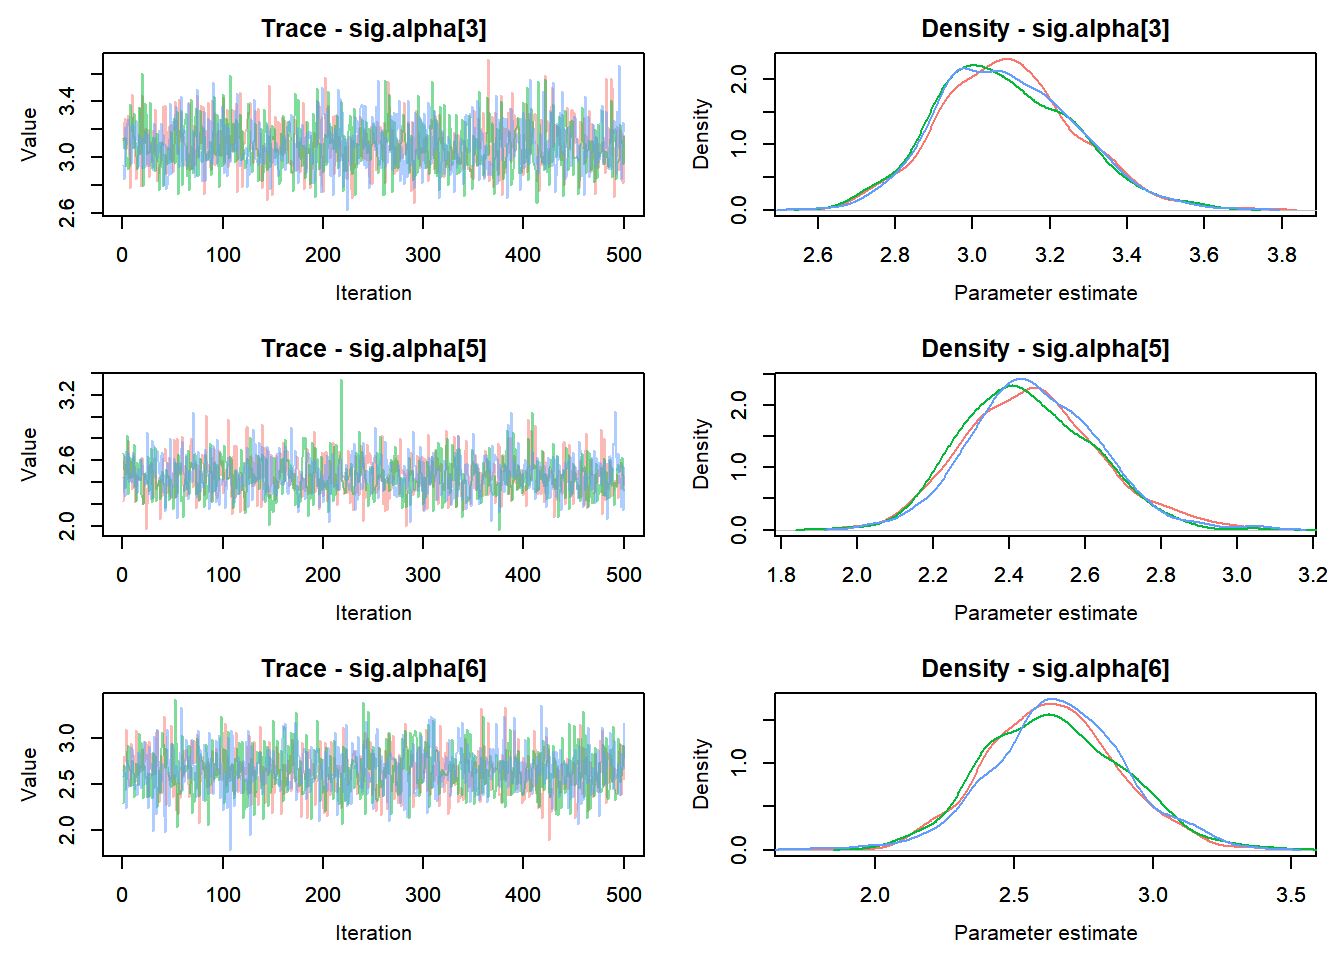 Trace - sig.alpha[3]
Value
2.6 3.0 3.4
0 100 200 300 400 500
Iteration
Density - sig.alpha[3]
Density
0.0 1.0 2.0
2.6 2.8 3.0 3.2 3.4 3.6 3.8
Parameter estimate
Trace - sig.alpha[5]
Value
2.0 2.6 3.2
0 100 200 300 400 500
Iteration
Density - sig.alpha[5]
Density
0.0 1.0 2.0
1.8 2.0 2.2 2.4 2.6 2.8 3.0 3.2
Parameter estimate
Trace - sig.alpha[6]
Value
2.0 2.5 3.0
0 100 200 300 400 500
Iteration
Density - sig.alpha[6]
Density
0.0 1.0
2.0 2.5 3.0 3.5
Parameter estimate